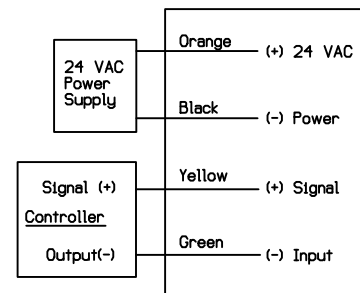 Orange
(+) 24 VAC
24 VAC
Power
Supply
Black
(-) Power
Yellow
Signal (+)
(+) Signal
Controller
Green
Output(-)
(-) Input